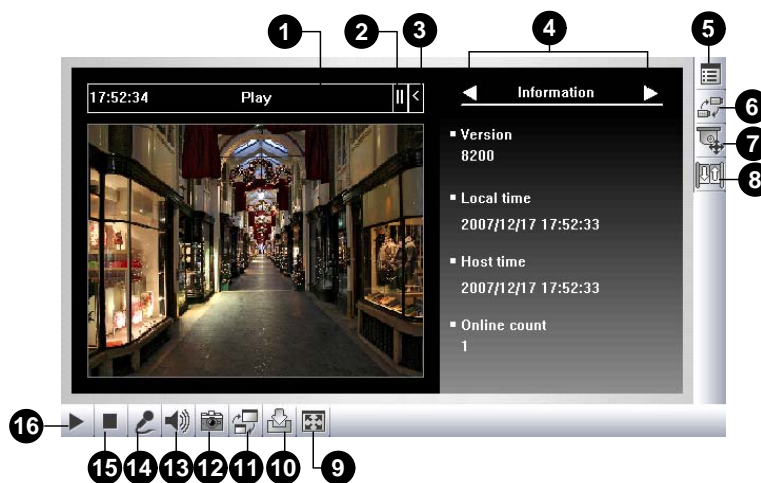 1 2 3 4 5
17:52:34 Play || <
Information
6
7
8
Version
8200
Local time
2007/12/17 17:52:33
Host time
2007/12/17 17:52:33
Online count
1
16 15 14 13 12 11 10 9